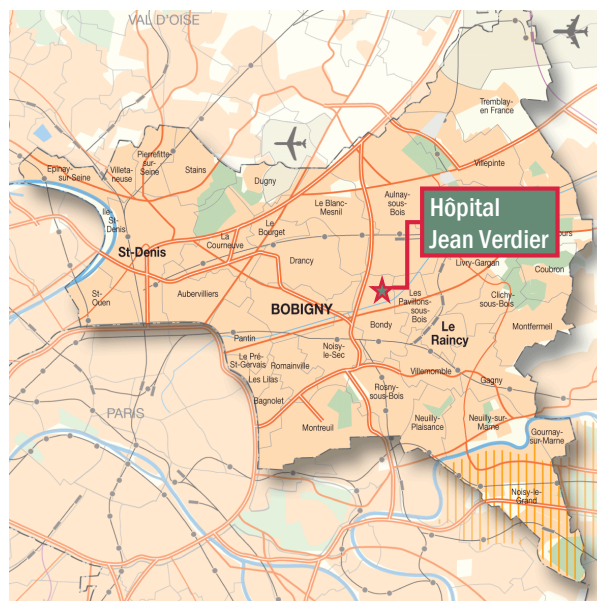 VAL D'OISE
Tremblay-
en France
Pierrefitte-
sur-
Seine
Villepinte
Epinay-
sur Seine
Villeta-
neuse
Stains
Dugny
Aulnay-
sous-
Bois
Le Blanc-
Mesnil
Hôpital
Jean Verdier
Ile-
St-
Denis
Le
Bourget
La
Courneuve
St-Denis
Drancy
Livry-Gargan
Coubron
St-
Ouen
Aubervilliers
BOBIGNY
Les
Pavillons-
sous-
Bois
Clichy-
sous-Bois
Bondy
Le
Raincy
Montfermeil
Pantin
Noisy-
le-Sec
Le Pré-
St-Gervais
Romainville
Villemomble
Les Lilas
Gagny
Bagnolet
Rosny-
sous-Bois
PARIS
Montreuil
Neuilly-
Plaisance
Neuilly-sur-
Marne
Gournay-
sur-Marne
Noisy-le-
Grand